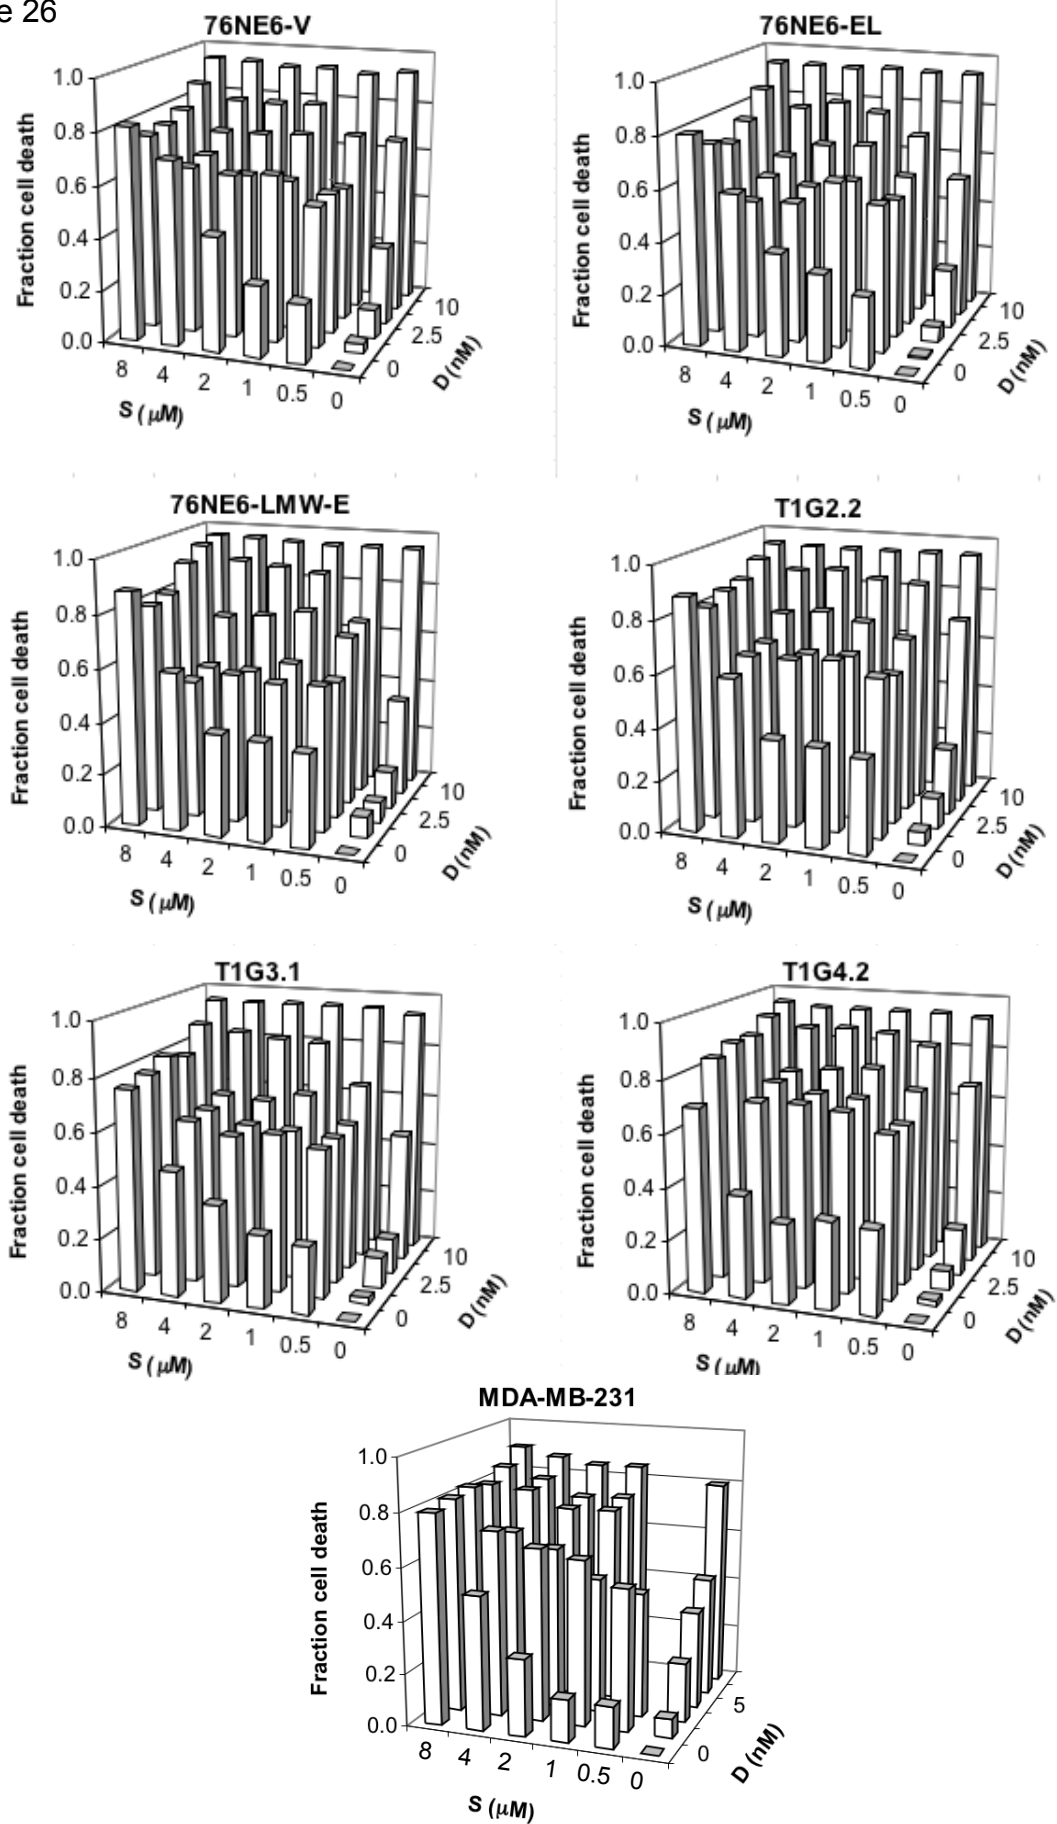 e 26
76NE6-V
Fraction cell death
1.0
0.8
0.6
0.4
0.2
0.0
8 4 2 1 0.5 0
S ( μM)
0 2.5 10
D (nM)
76NE6-EL
Fraction cell death
1.0
0.8
0.6
0.4
0.2
0.0
8 4 2 1 0.5 0
S ( μM)
0 2.5 10
D (nM)
76NE6-LMW-E
Fraction cell death
1.0
0.8
0.6
0.4
0.2
0.0
8 4 2 1 0.5 0
S ( μM)
0 2.5 10
D (nM)
T1G2.2
Fraction cell death
1.0
0.8
0.6
0.4
0.2
0.0
8 4 2 1 0.5 0
S ( μM)
0 2.5 10
D (nM)
T1G3.1
Fraction cell death
1.0
0.8
0.6
0.4
0.2
0.0
8 4 2 1 0.5 0
S ( μM)
0 2.5 10
D (nM)
T1G4.2
Fraction cell death
1.0
0.8
0.6
0.4
0.2
0.0
8 4 2 1 0.5 0
S ( μM)
0 2.5 10
D (nM)
MDA-MB-231
Fraction cell death
1.0
0.8
0.6
0.4
0.2
0.0
8 4 2 1 0.5 0
S (μM)
0 5
D (nM)